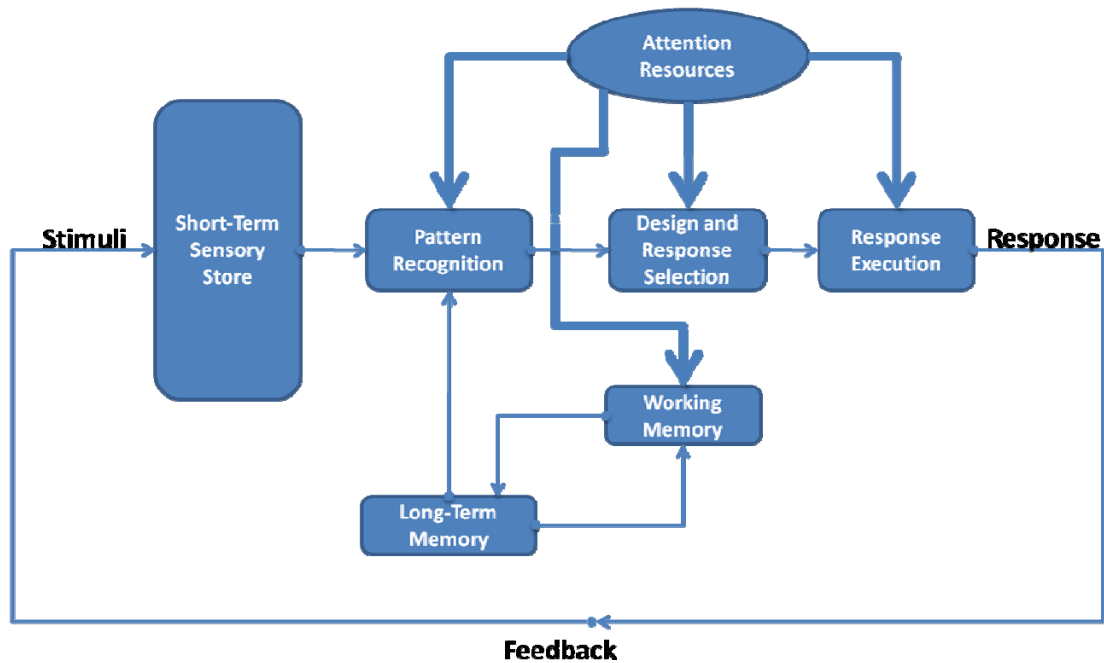 Attention
Resources
Stimuli
Short-Term
Sensory
Store
Pattern
Recognition
Design and
Response
Selection
Response
Execution
Response
Working
Memory
Long-Term
Memory
Feedback